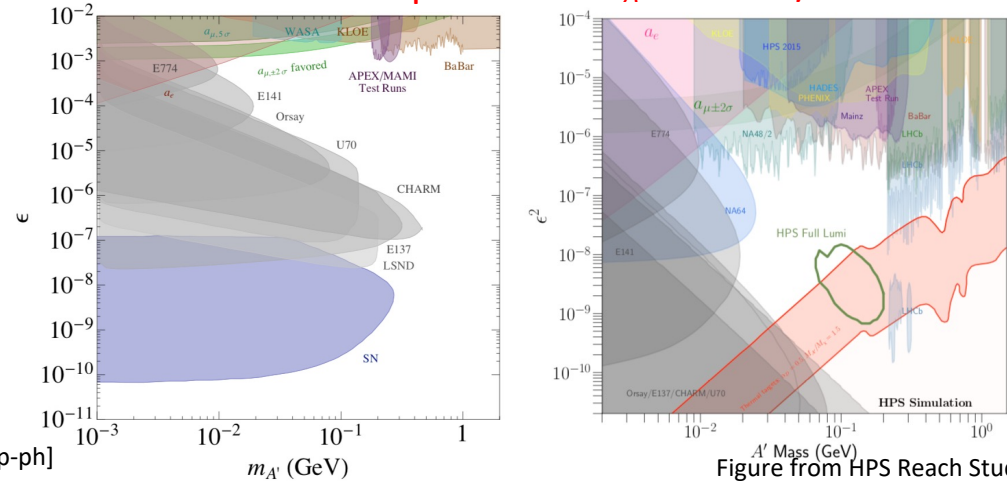 10⁻²
10⁻³
10⁻⁴
10⁻⁵
10⁻⁶
10⁻⁷
10⁻⁸
10⁻⁹
10⁻¹⁰
10⁻¹¹
ϵ
a_μ,5σ
WASA
KLOE
BaBar
APEX/MAMI
Test Runs
a_μ,±2σ favored
E774
a_e
E141
Orsay
U70
CHARM
E137
LSND
SN
10⁻³
10⁻²
10⁻¹
1
m_A' (GeV)
p-ph]
10⁻⁴
10⁻⁵
10⁻⁶
10⁻⁷
10⁻⁸
10⁻⁹
10⁻¹⁰
ϵ²
a_e
KLOE
HPS 2015
HADES
PHENIX
APEX
Test Run
a_μ±2σ
Mainz
BaBar
NA48/2
LHCb
LHCb
E774
NA64
HPS Full Lumi
E141
LHCb
Orsay/E137/CHARM/U70
HPS Simulation
10⁻²
10⁻¹
10⁰
A' Mass (GeV)
Figure from HPS Reach Stud